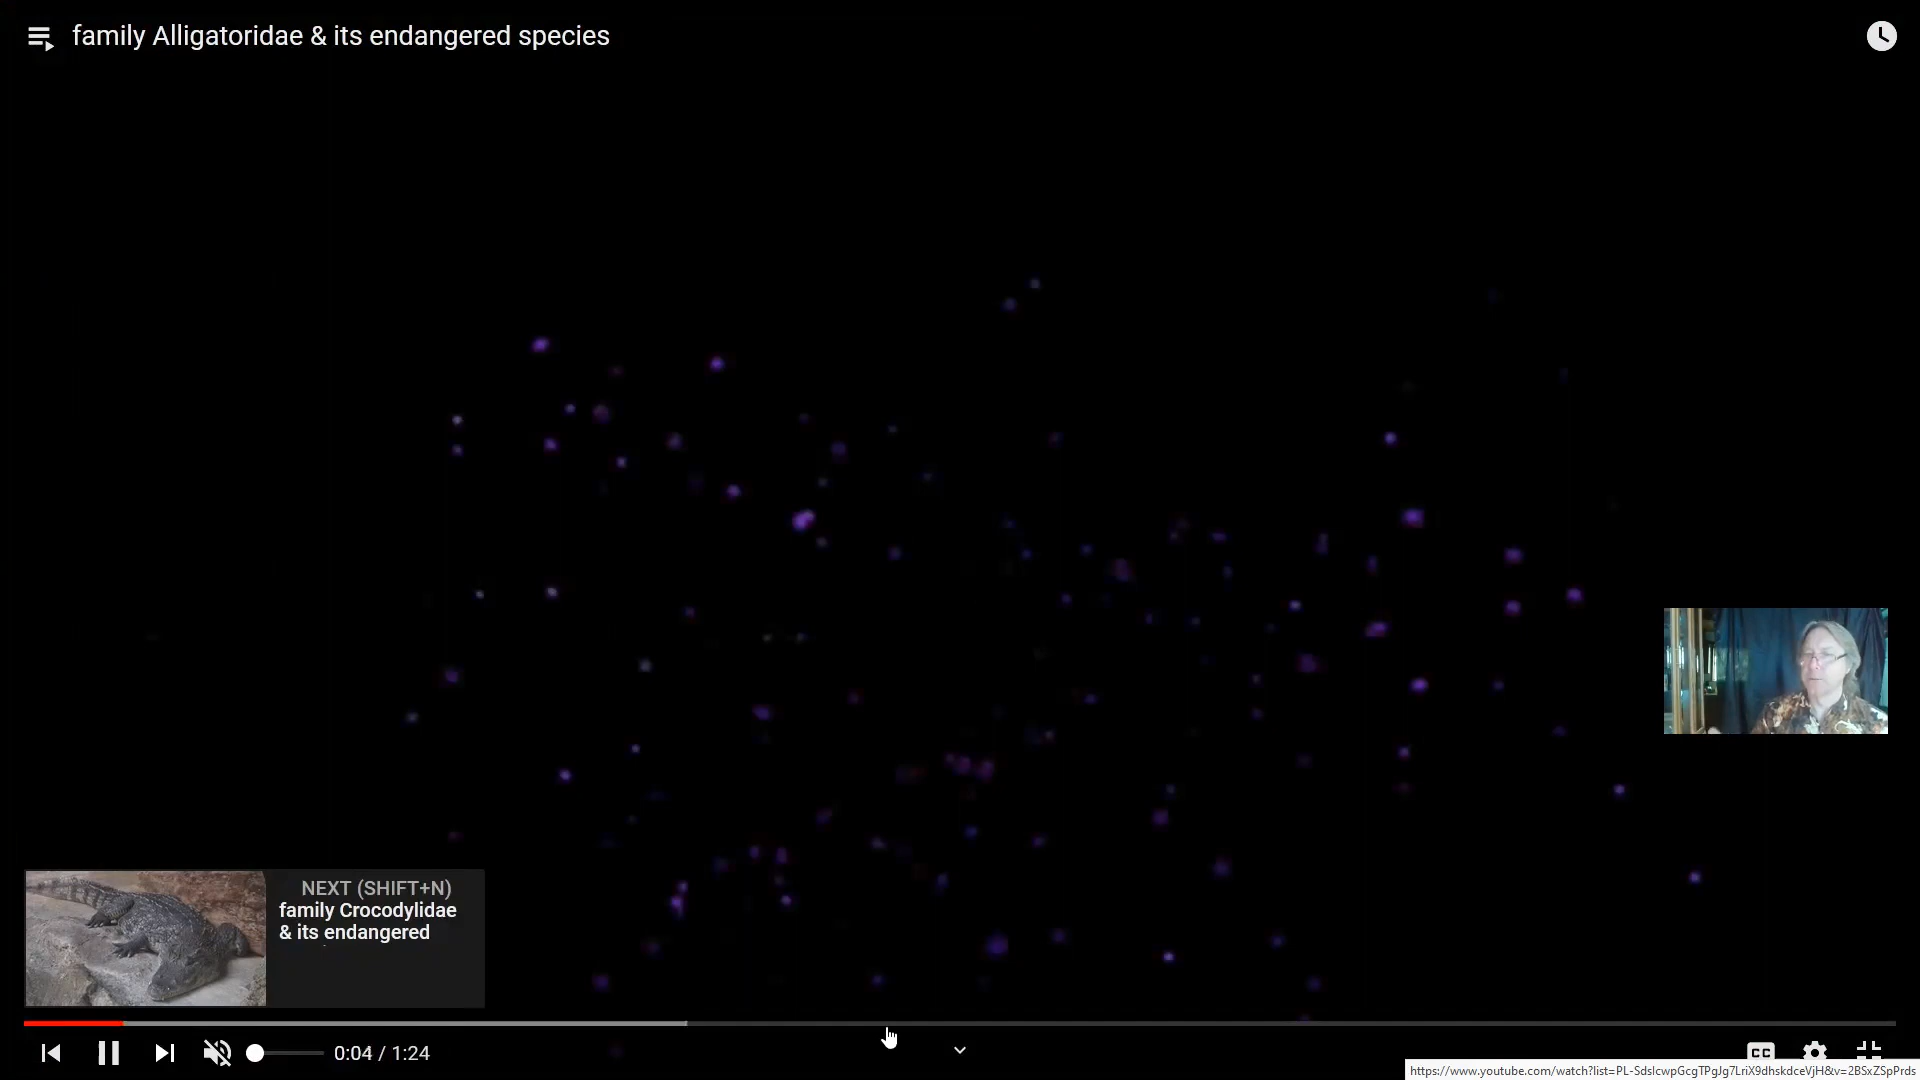 family Alligatoridae & its endangered species
NEXT (SHIFT+N)
family Crocodylidae
& its endangered
0:04 / 1:24
CC
https://www.youtube.com/watch?list=PL-SdslcwpGcgTPgJg7LriX9dhskdceVjH&v=2BSxZSpPrds